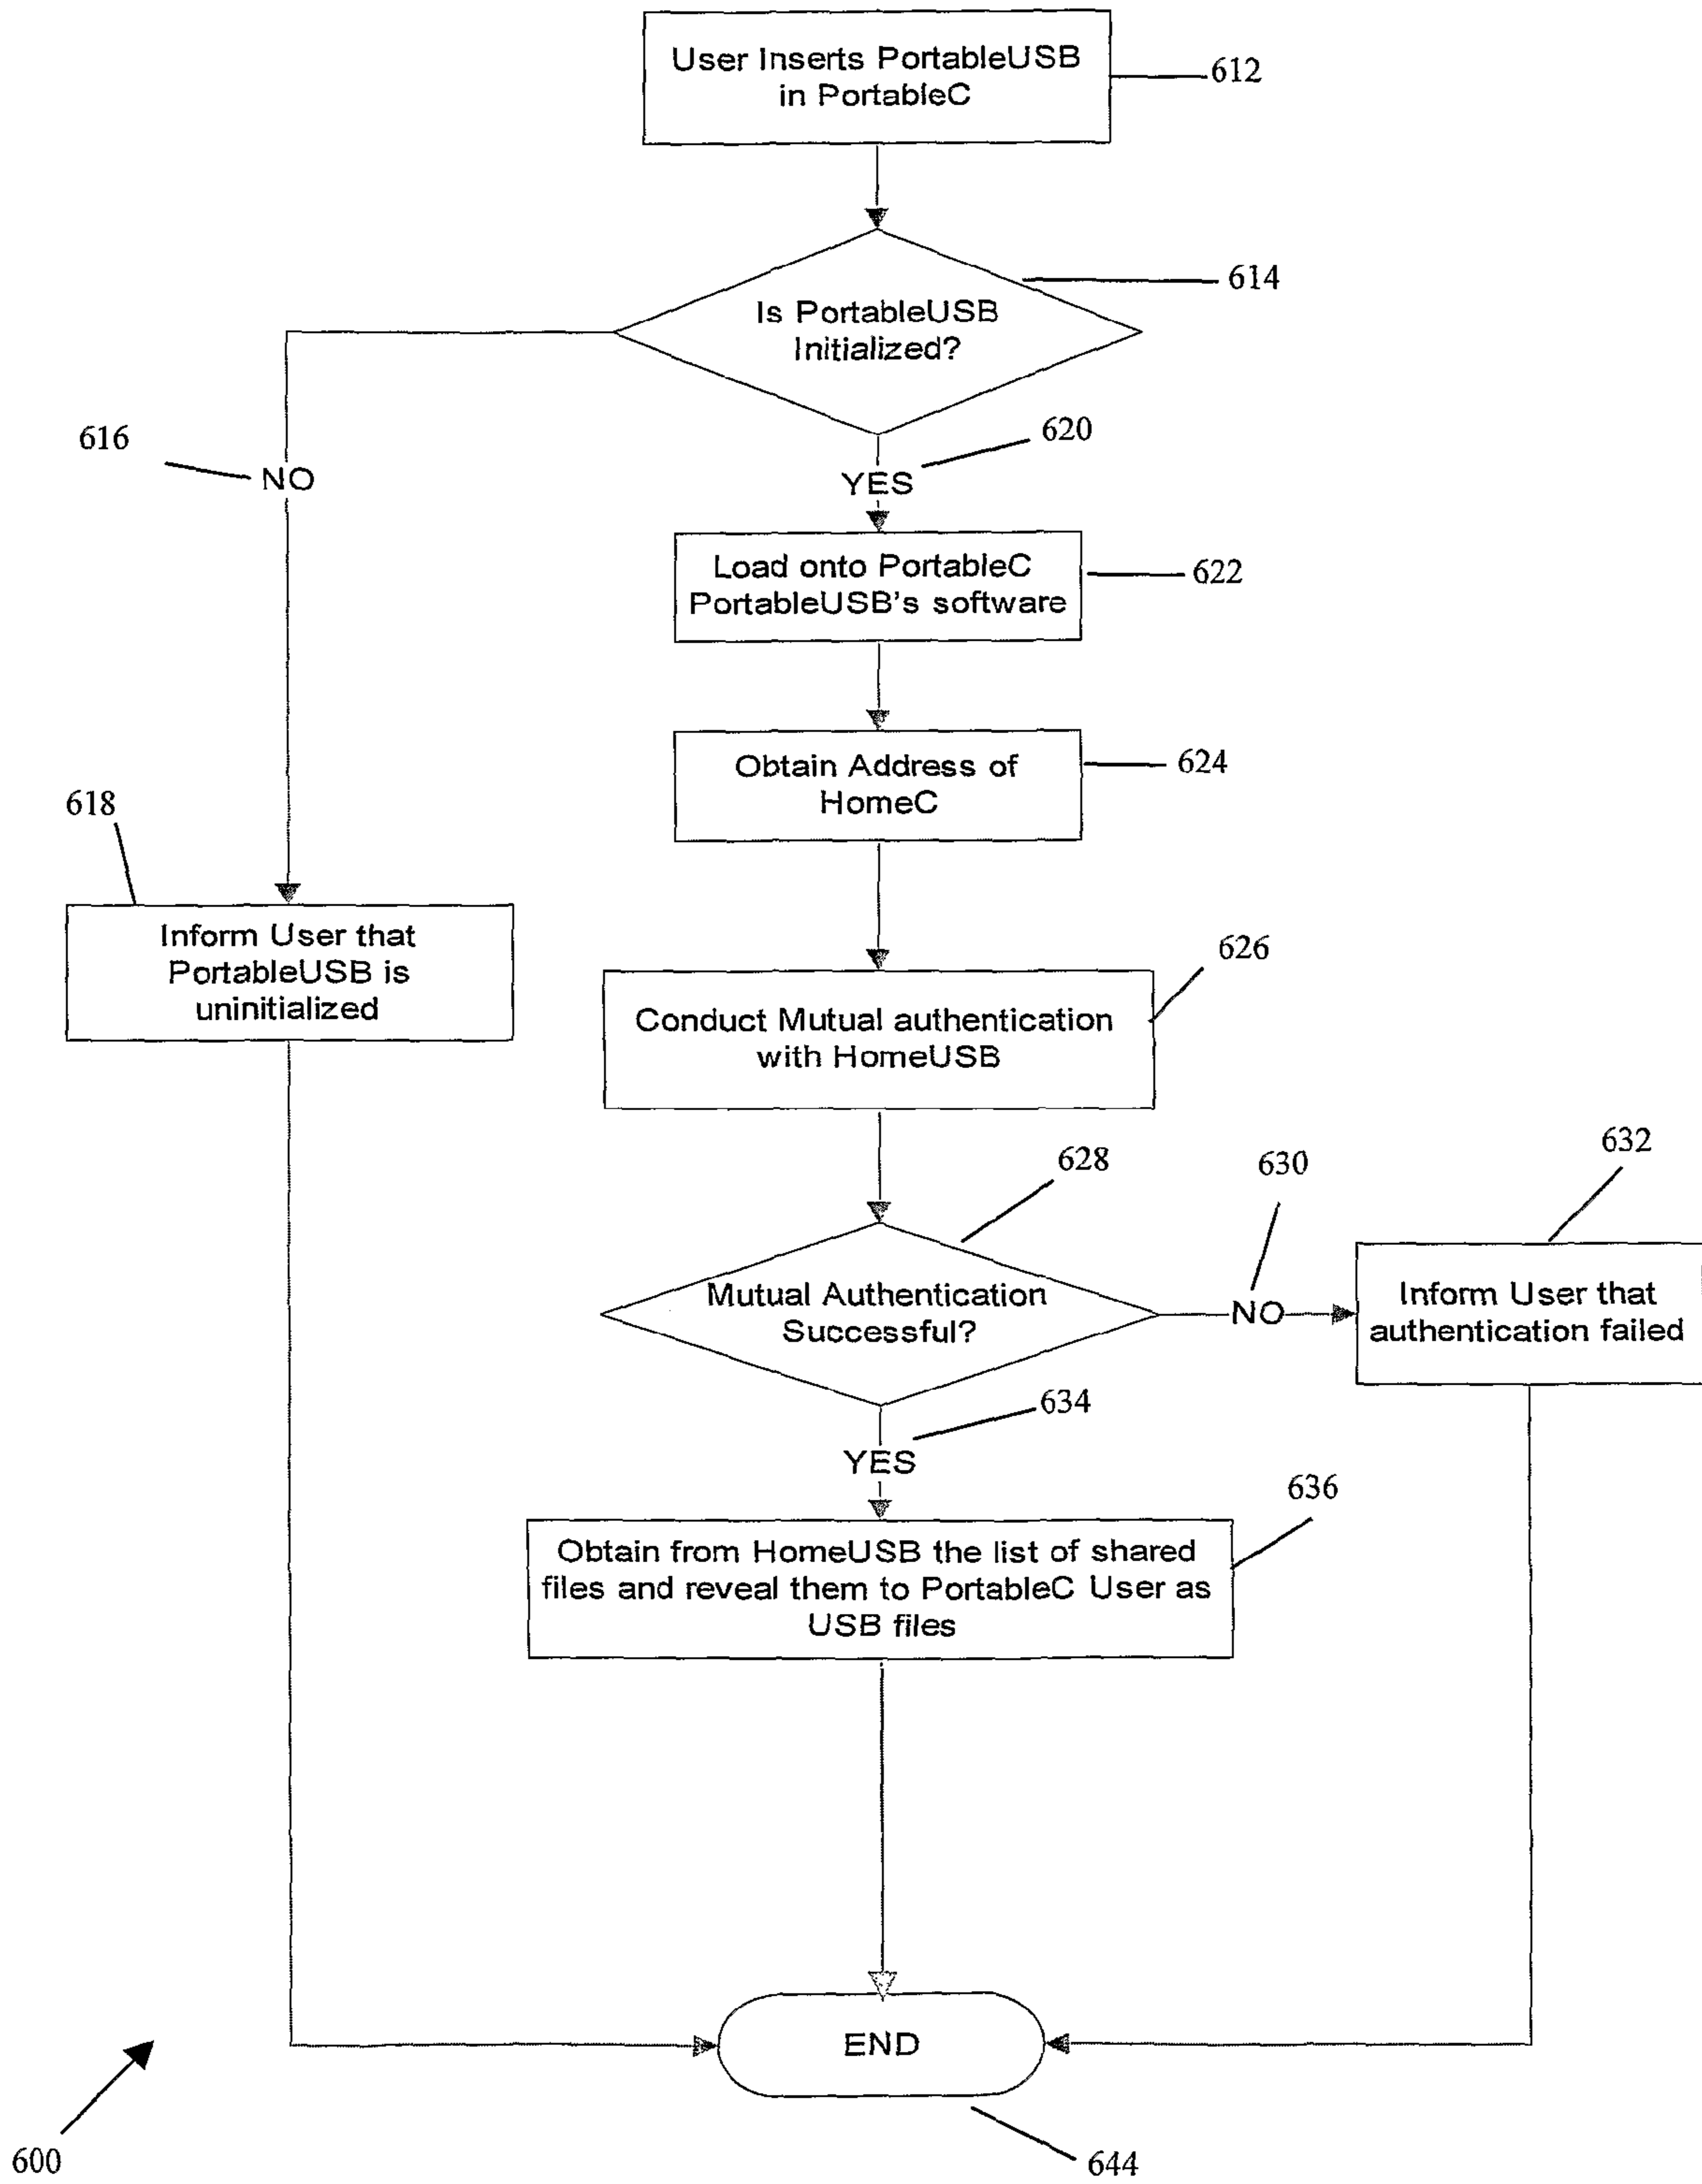 User Inserts PortableUSB
in PortableC
612
614
Is PortableUSB
Initialized?
616
NO
620
YES
Load onto PortableC
PortableUSB's software
622
Obtain Address of
HomeC
624
618
Inform User that
PortableUSB is
uninitialized
626
Conduct Mutual authentication
with HomeUSB
628
630
632
Mutual Authentication
Successful?
NO
Inform User that
authentication failed
634
YES
636
Obtain from HomeUSB the list of shared
files and reveal them to PortableC User as
USB files
END
600
644